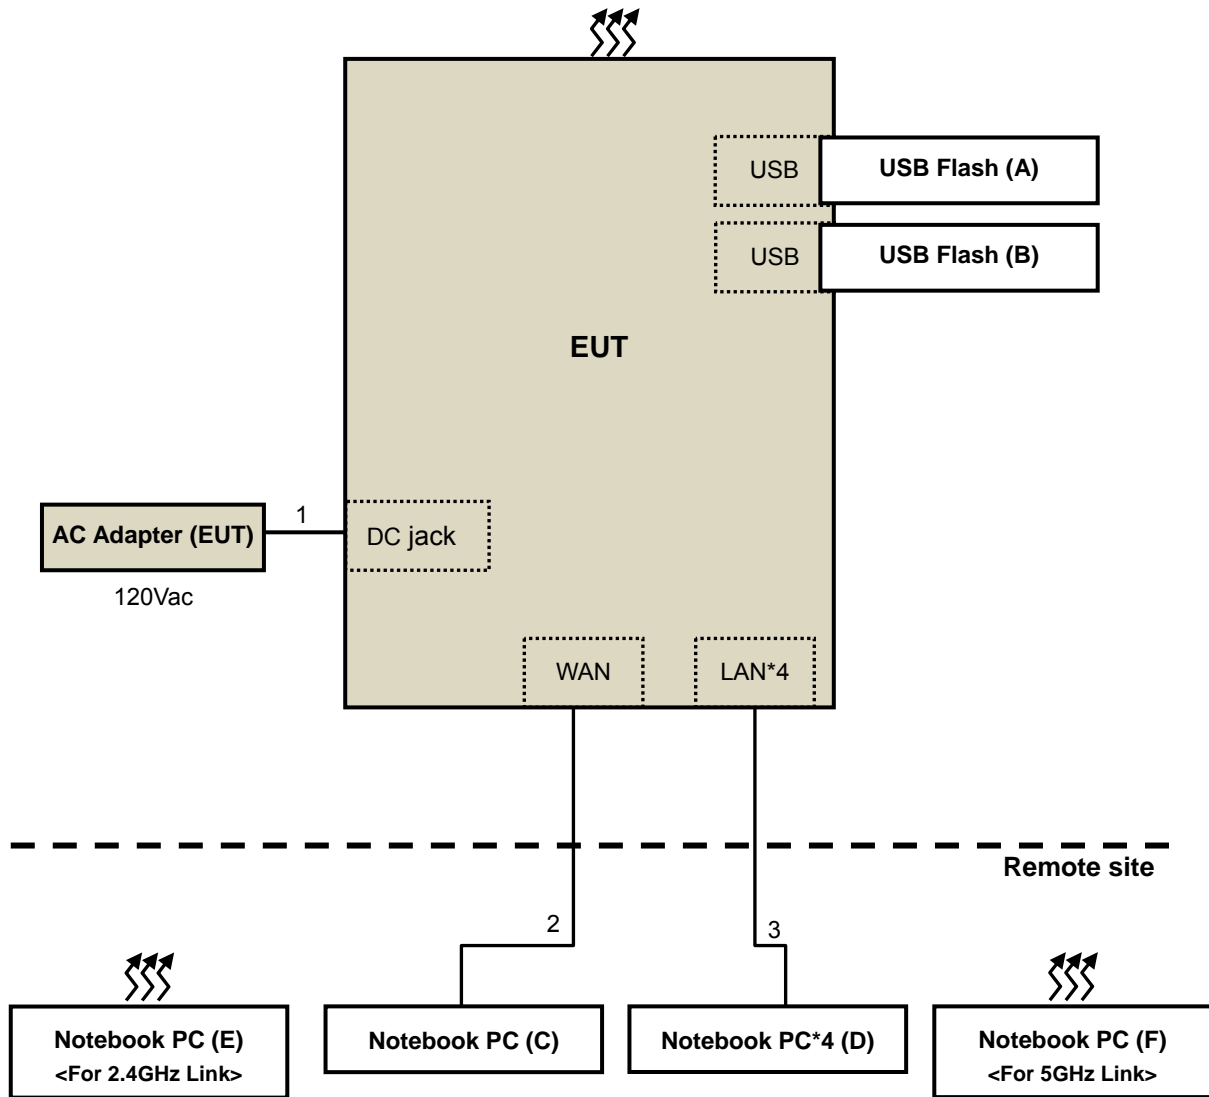 USB
USB Flash (A)
USB
USB Flash (B)
EUT
AC Adapter (EUT)
1
DC jack
120Vac
WAN
LAN*4
Remote site
2
3
Notebook PC (E)
<For 2.4GHz Link>
Notebook PC (C)
Notebook PC*4 (D)
Notebook PC (F)
<For 5GHz Link>